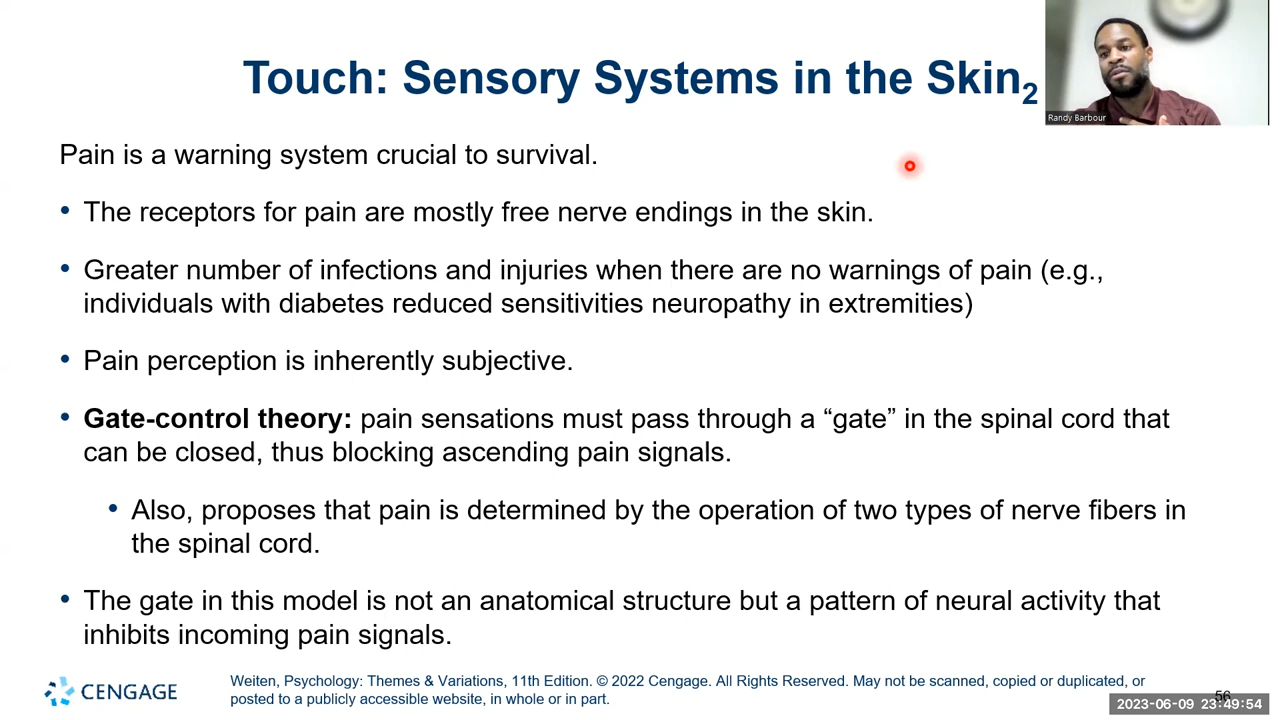 Touch: Sensory Systems in the Skin2
Randy Barbour
Pain is a warning system crucial to survival.
• The receptors for pain are mostly free nerve endings in the skin.
• Greater number of infections and injuries when there are no warnings of pain (e.g.,
individuals with diabetes reduced sensitivities neuropathy in extremities)
• Pain perception is inherently subjective.
• Gate-control theory: pain sensations must pass through a “gate” in the spinal cord that
can be closed, thus blocking ascending pain signals.
• Also, proposes that pain is determined by the operation of two types of nerve fibers in
the spinal cord.
• The gate in this model is not an anatomical structure but a pattern of neural activity that
inhibits incoming pain signals.
CENGAGE
Weiten, Psychology: Themes & Variations, 11th Edition. © 2022 Cengage. All Rights Reserved. May not be scanned, copied or duplicated, or
posted to a publicly accessible website, in whole or in part.
56
2023-06-09 23:49:54